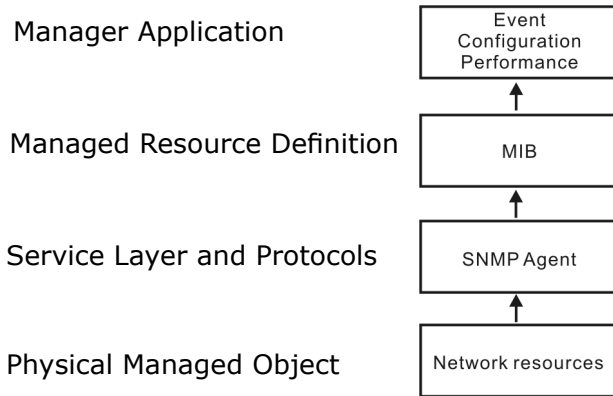 Manager Application
Event
Configuration
Performance
Managed Resource Definition
MIB
Service Layer and Protocols
SNMP Agent
Physical Managed Object
Network resources